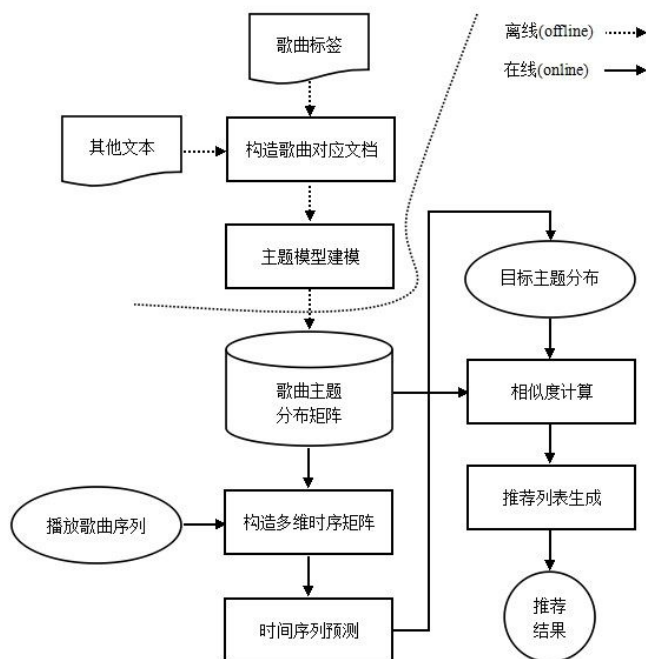 歌曲标签
离线(offline)
在线(online)
其他文本
构造歌曲对应文档
主题模型建模
目标主题分布
歌曲主题
分布矩阵
相似度计算
播放歌曲序列
构造多维时序矩阵
推荐列表生成
时间序列预测
推荐
结果